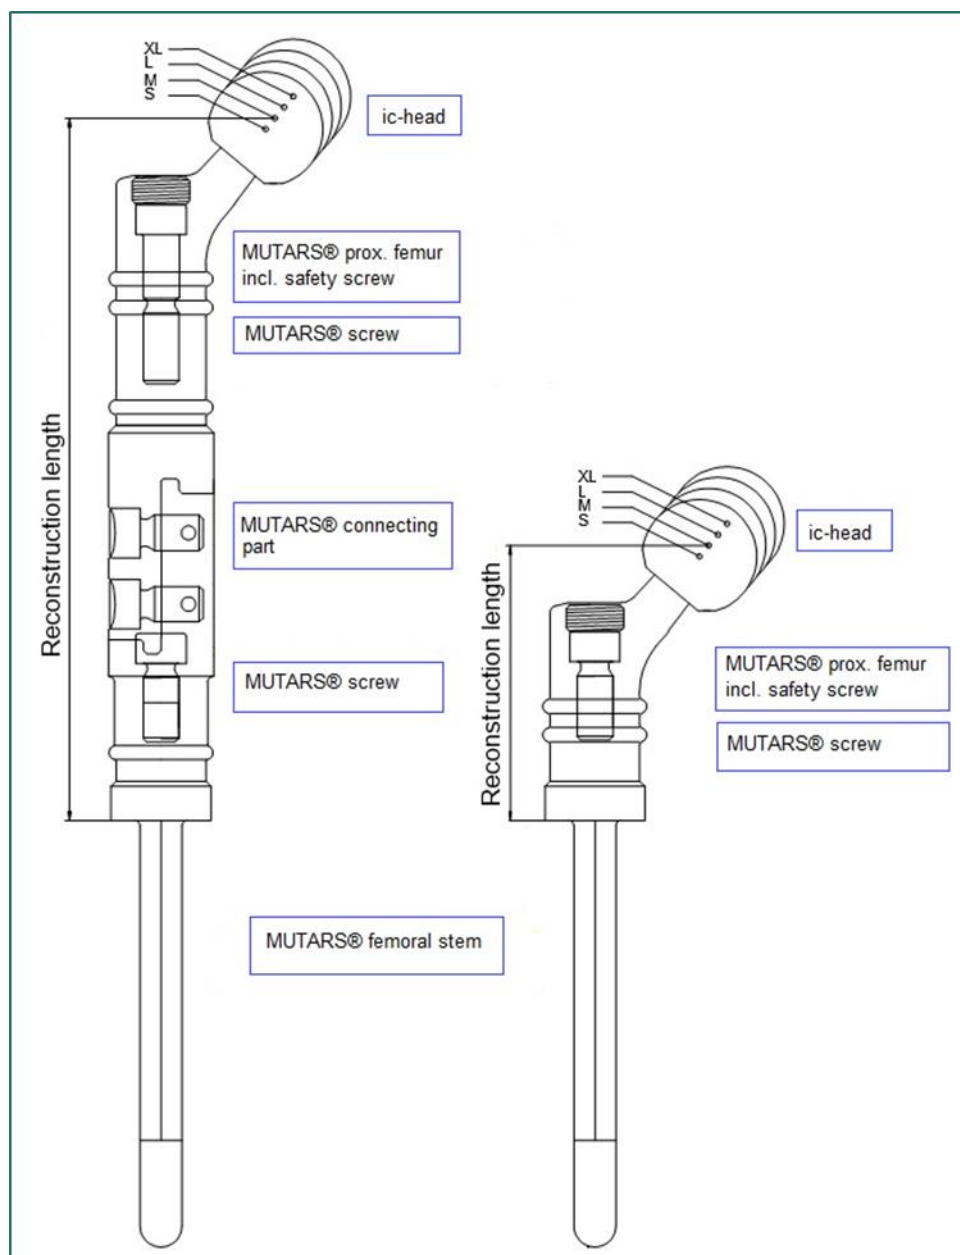 XL
L
M
S
ic-head
MUTARS® prox. femur
incl. safety screw
MUTARS® screw
Reconstruction length
MUTARS® connecting
part
MUTARS® screw
XL
L
M
S
ic-head
Reconstruction length
MUTARS® prox. femur
incl. safety screw
MUTARS® screw
MUTARS® femoral stem